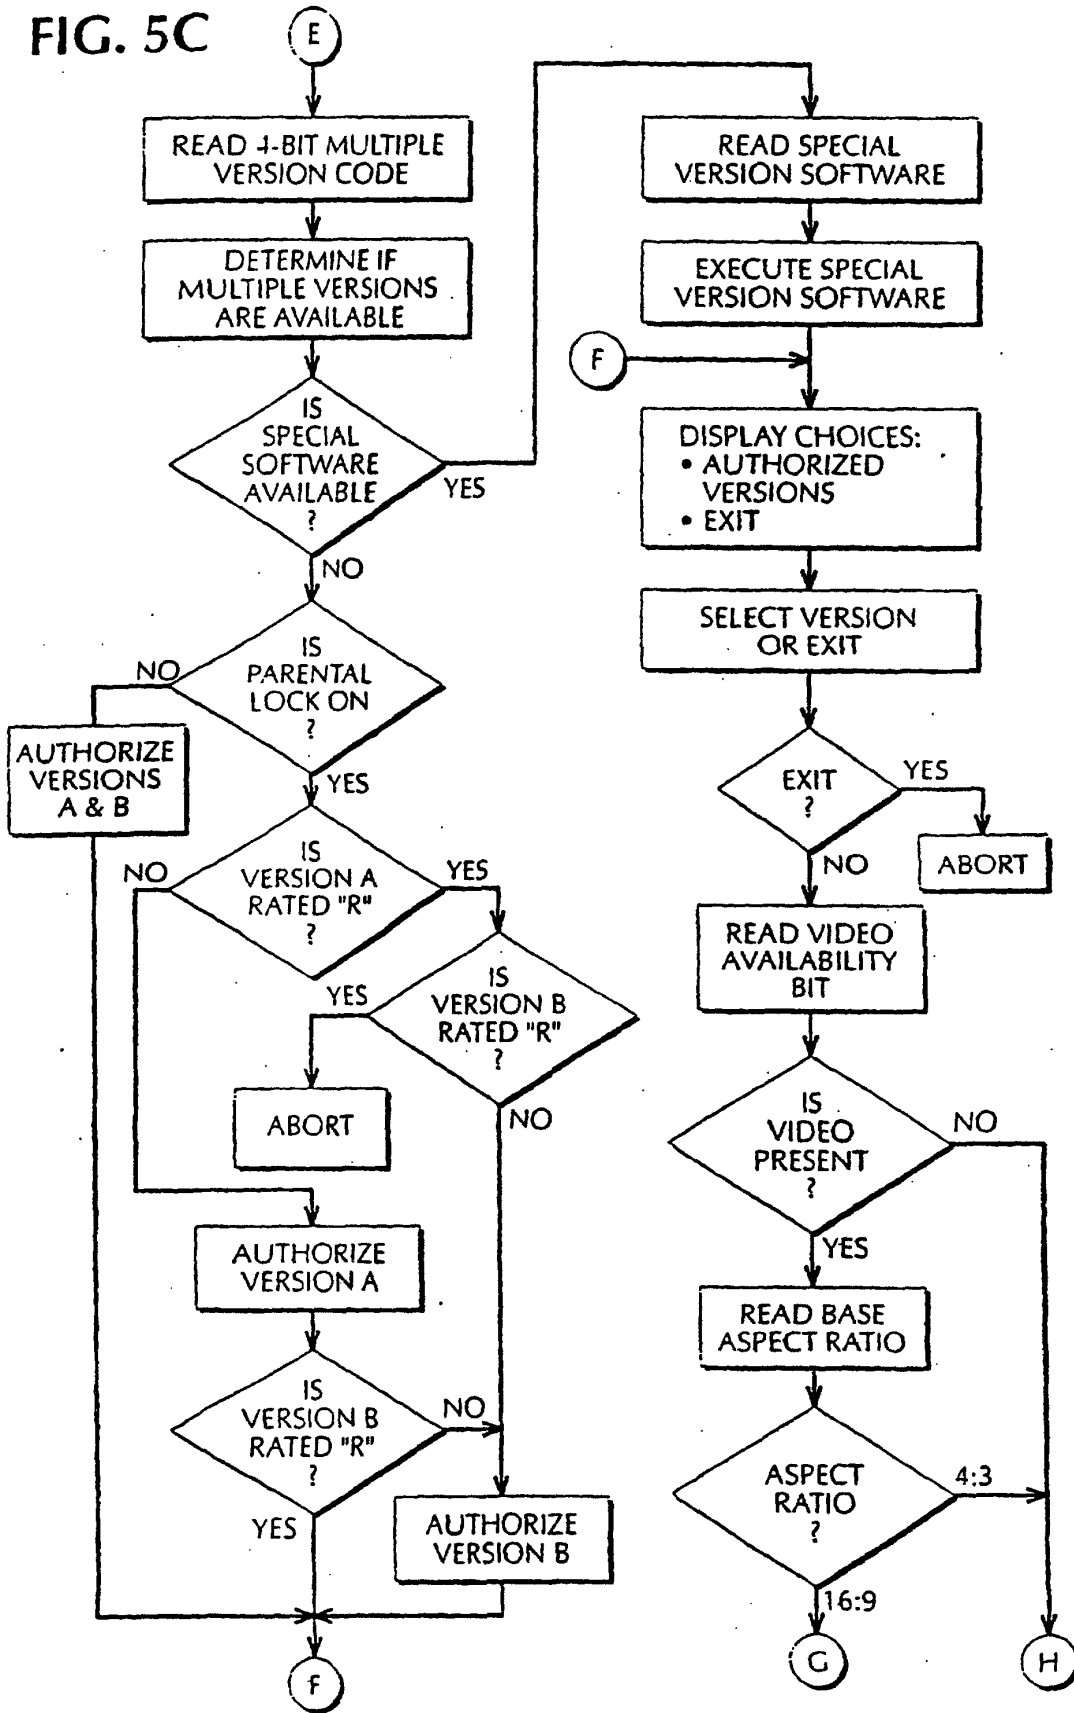 FIG. 5C
E
READ 4-BIT MULTIPLE
VERSION CODE
DETERMINE IF
MULTIPLE VERSIONS
ARE AVAILABLE
IS
SPECIAL
SOFTWARE
AVAILABLE
?
YES
NO
IS
PARENTAL
LOCK ON
?
NO
YES
AUTHORIZE
VERSIONS
A & B
IS
VERSION A
RATED "R"
?
NO
YES
IS
VERSION B
RATED "R"
?
YES
NO
ABORT
AUTHORIZE
VERSION A
IS
VERSION B
RATED "R"
?
NO
YES
AUTHORIZE
VERSION B
F
READ SPECIAL
VERSION SOFTWARE
EXECUTE SPECIAL
VERSION SOFTWARE
F
DISPLAY CHOICES:
• AUTHORIZED
VERSIONS
• EXIT
SELECT VERSION
OR EXIT
EXIT
?
YES
NO
ABORT
READ VIDEO
AVAILABILITY
BIT
IS
VIDEO
PRESENT
?
NO
YES
READ BASE
ASPECT RATIO
ASPECT
RATIO
?
4:3
16:9
G
H